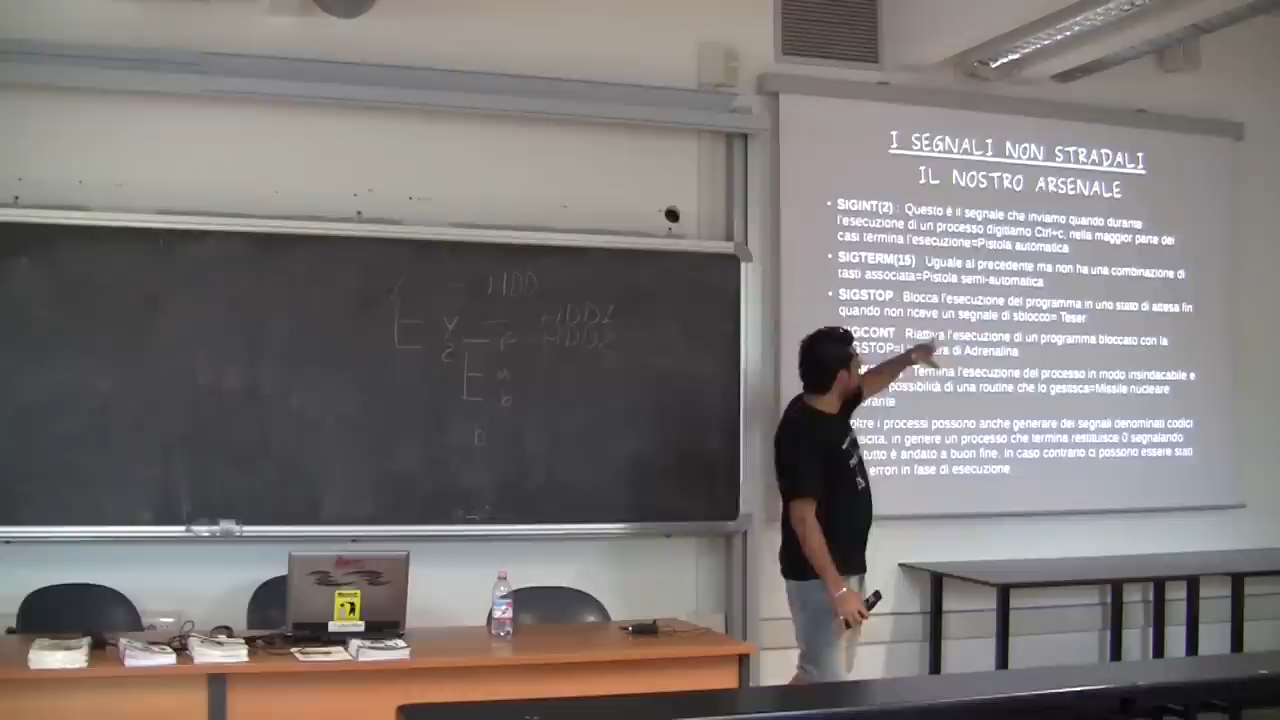 I SEGNALI NON STRADALI
IL NOSTRO ARSENALE
• SIGINT(2) : Questo è il segnale che inviamo quando durante
l'esecuzione di un processo digitiamo Ctrl+c, nella maggior parte dei
casi termina l'esecuzione=Pistola automatica
• SIGTERM(15) : Uguale al precedente ma non ha una combinazione di
tasti associata=Pistola semi-automatica
• SIGSTOP : Blocca l'esecuzione del programma in uno stato di attesa fin
quando non riceve un segnale di sblocco= Teser
IGCONT Riattiva l'esecuzione di un programma bloccato con la
GSTOP= di Adrenalina
Termina l'esecuzione del processo in modo insindacabile e
possibilità di una routine che lo gestisca=Missile nucleare
oltre i processi possono anche generare dei segnali denominati codici
uscita, in genere un processo che termina restituisce 0 segnalando
tutto è andato a buon fine, in caso contrario ci possono essere stati
errori in fase di esecuzione
HDD
Y HDD1
HDD2
a
b